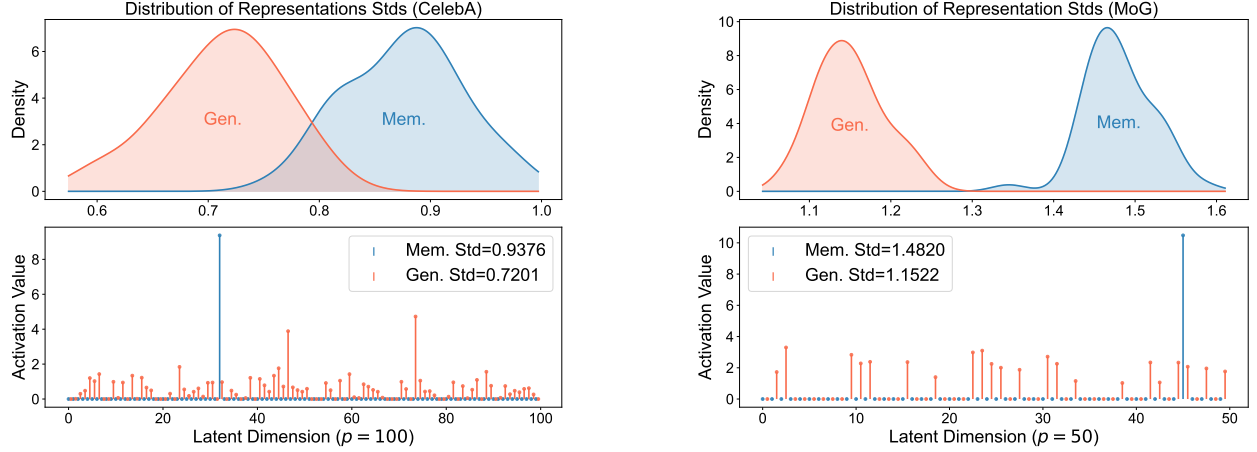 Distribution of Representations Stds (CelebA)
Density
6
4
2
0
Gen.
Mem.
0.6 0.7 0.8 0.9 1.0
Activation Value
8
6
4
2
0
Mem. Std=0.9376
Gen. Std=0.7201
0 20 40 60 80 100
Latent Dimension (p = 100)
Distribution of Representation Stds (MoG)
Density
10
8
6
4
2
0
Gen.
Mem.
1.1 1.2 1.3 1.4 1.5 1.6
Activation Value
10
8
6
4
2
0
Mem. Std=1.4820
Gen. Std=1.1522
0 10 20 30 40 50
Latent Dimension (p = 50)